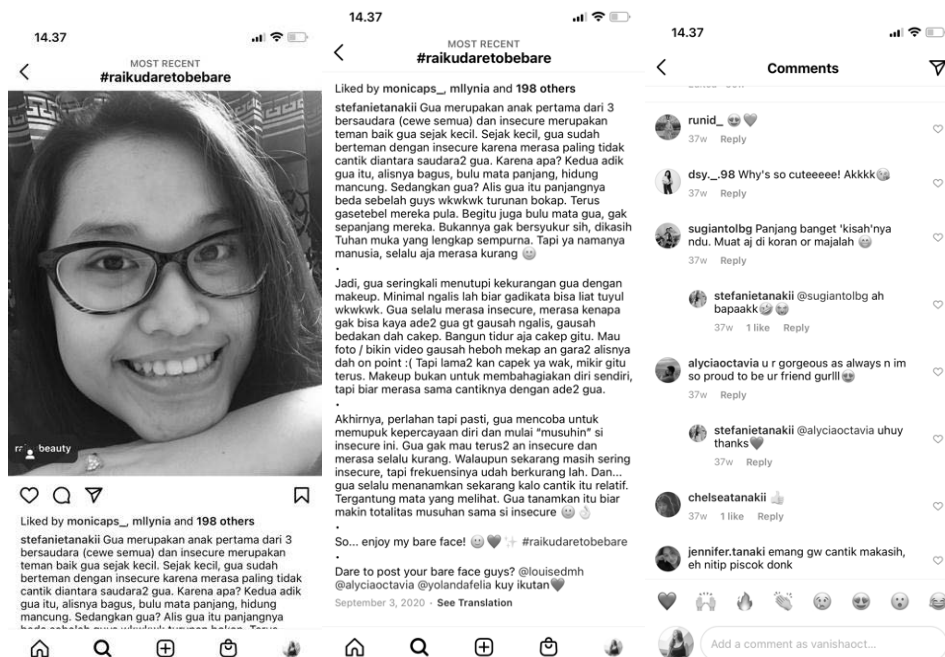 14.37
MOST RECENT
#raikudaretobebare
beauty
Liked by monicaps_, mllynia and 198 others
stefanietanakii Gua merupakan anak pertama dari 3
bersaudara (cewe semua) dan insecure merupakan
teman baik gua sejak kecil. Sejak kecil, gua sudah
berteman dengan insecure karena merasa paling tidak
cantik diantara saudara2 gua. Karena apa? Kedua adik
gua itu, alisnya bagus, bulu mata panjang, hidung
mancung. Sedangkan gua? Alis gua itu panjangnya
beda sebelah guys wkwkwk turunan bokap. Terus
14.37
MOST RECENT
#raikudaretobebare
Liked by monicaps_, mllynia and 198 others
stefanietanakii Gua merupakan anak pertama dari 3
bersaudara (cewe semua) dan insecure merupakan
teman baik gua sejak kecil. Sejak kecil, gua sudah
berteman dengan insecure karena merasa paling tidak
cantik diantara saudara2 gua. Karena apa? Kedua adik
gua itu, alisnya bagus, bulu mata panjang, hidung
mancung. Sedangkan gua? Alis gua itu panjangnya
beda sebelah guys wkwkwk turunan bokap. Terus
gasetebel mereka pula. Begitu juga bulu mata gua, gak
sepanjang mereka. Bukannya gak bersyukur sih, dikasih
Tuhan muka yang lengkap sempurna. Tapi ya namanya
manusia, selalu aja merasa kurang 🙂
.
Jadi, gua seringkali menutupi kekurangan gua dengan
makeup. Minimal ngalis lah biar gadikata bisa liat tuyul
wkwkwk. Gua selalu merasa insecure, merasa kenapa
gak bisa kaya ade2 gua gt gausah ngalis, gausah
bedakan dah cakep. Bangun tidur aja cakep gitu. Mau
foto / bikin video gausah heboh mekap an gara2 alisnya
dah on point :( Tapi lama2 kan capek ya wak, mikir gitu
terus. Makeup bukan untuk membahagiakan diri sendiri,
tapi biar merasa sama cantiknya dengan ade2 gua.
.
Akhirnya, perlahan tapi pasti, gua mencoba untuk
memupuk kepercayaan diri dan mulai “musuhin” si
insecure ini. Gua gak mau terus2 an insecure dan
merasa selalu kurang. Walaupun sekarang masih sering
insecure, tapi frekuensinya udah berkurang lah. Dan...
gua selalu menanamkan sekarang kalo cantik itu relatif.
Tergantung mata yang melihat. Gua tanamkan itu biar
makin totalitas musuhan sama si insecure 🙂👌
.
So... enjoy my bare face! 🙂🖤✨ #raikudaretobebare
.
Dare to post your bare face guys? @louisedmh
@alyciaoctavia @yolandafelia kuy ikutan🖤
September 3, 2020 · See Translation
14.37
Comments
runid_ 😍🖤
37w Reply
dsy._.98 Why's so cuteeeee! Akkkk😘
37w Reply
sugiantolbg Panjang banget 'kisah'nya
ndu. Muat aj di koran or majalah 😀
37w Reply
stefanietanakii @sugiantolbg ah
bapaakk🤣😂
37w 1 like Reply
alyciaoctavia u r gorgeous as always n im
so proud to be ur friend gurlll😍
37w Reply
stefanietanakii @alyciaoctavia uhuy
thanks🖤
37w Reply
chelseatanakii 👍
37w 1 like Reply
jennifer.tanaki emang gw cantik makasih,
eh nitip piscok donk
Add a comment as vanishaoct...